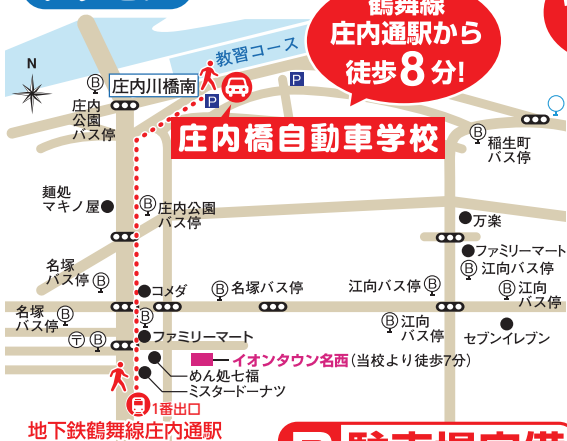 鶴舞線
庄内通駅から
徒歩8分!
教習コース
N
B
庄内川橋南
P
P
庄内
公園
バス停
庄内橋自動車学校
B
稲生町
バス停
麺処
マキノ屋
B
庄内公園
バス停
万楽
ファミリーマート
名塚
バス停
B
B
江向バス停
コメダ
B
名塚バス停
江向バス停
B
B
江向
バス停
名塚
バス停
B
B
B
江向
バス停
セブンイレブン
〒
B
ファミリーマート
イオンタウン名西(当校より徒歩7分)
めん処七福
ミスタードーナツ
1番出口
地下鉄鶴舞線庄内通駅
P